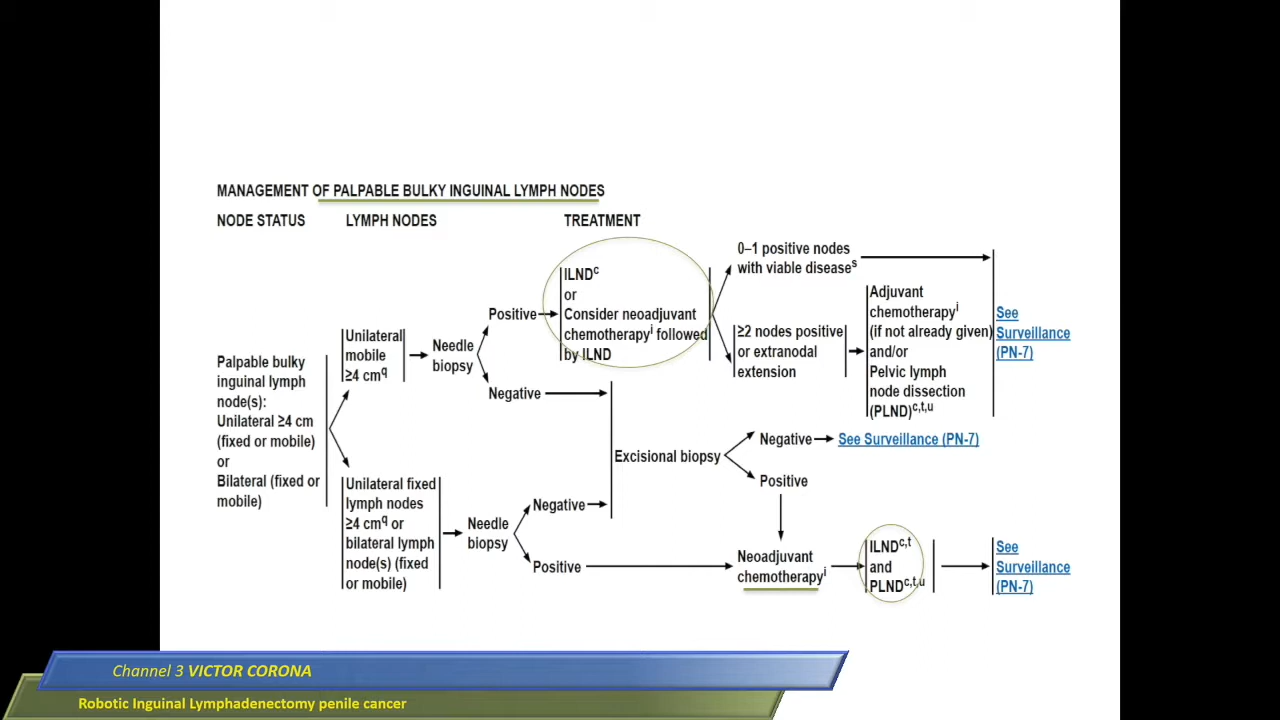 MANAGEMENT OF PALPABLE BULKY INGUINAL LYMPH NODES
NODE STATUS
LYMPH NODES
TREATMENT
Palpable bulky
inguinal lymph
node(s):
Unilateral ≥4 cm
(fixed or mobile)
or
Bilateral (fixed or
mobile)
Unilateral
mobile
≥4 cmq
Needle
biopsy
Positive
Negative
ILNDc
or
Consider neoadjuvant
chemotherapyi followed
by ILND
0–1 positive nodes
with viable diseases
≥2 nodes positive
or extranodal
extension
Adjuvant
chemotherapyi
(if not already given)
and/or
Pelvic lymph
node dissection
(PLND)c,t,u
See
Surveillance
(PN-7)
Unilateral fixed
lymph nodes
≥4 cmq or
bilateral lymph
node(s) (fixed
or mobile)
Needle
biopsy
Negative
Positive
Excisional biopsy
Negative
See Surveillance (PN-7)
Positive
Neoadjuvant
chemotherapyi
ILNDc,t
and
PLNDc,t,u
See
Surveillance
(PN-7)
Channel 3 VICTOR CORONA
Robotic Inguinal Lymphadenectomy penile cancer